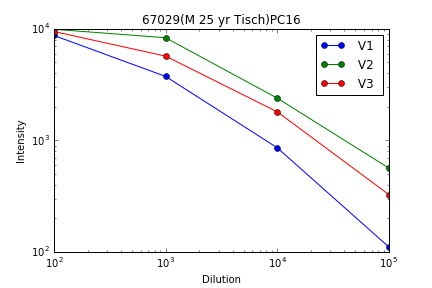 67029(M 25 yr Tisch)PC16
10^4
V1
V2
V3
Intensity
10^3
10^2
10^2 10^3 10^4 10^5
Dilution